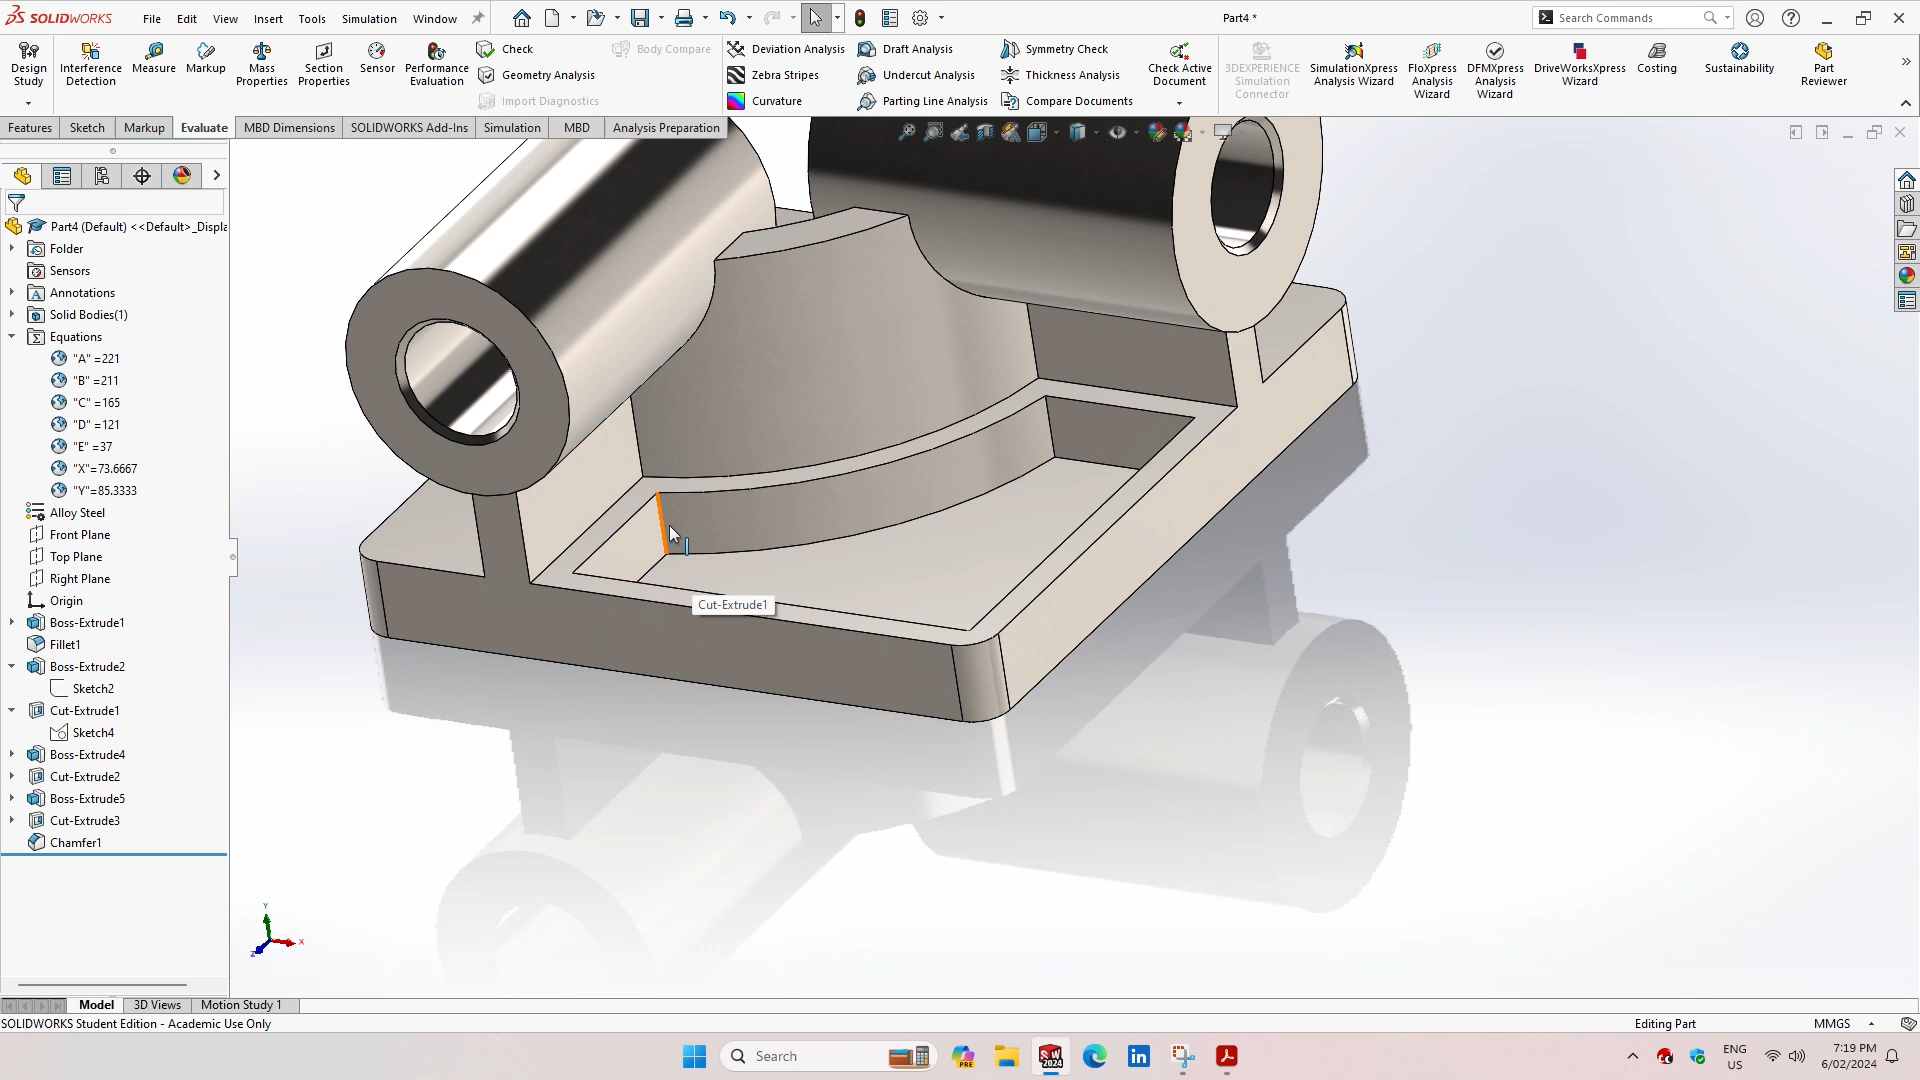 SOLIDWORKS File Edit View Insert Tools Simulation Window Part4 * Search Commands
Design Study
Interference Detection
Measure
Markup
Mass Properties
Section Properties
Sensor
Performance Evaluation
Check
Geometry Analysis
Import Diagnostics
Body Compare
Deviation Analysis
Zebra Stripes
Curvature
Draft Analysis
Undercut Analysis
Parting Line Analysis
Symmetry Check
Thickness Analysis
Compare Documents
Check Active Document
3DEXPERIENCE Simulation Connector
SimulationXpress Analysis Wizard
FloXpress Analysis Wizard
DFMXpress Analysis Wizard
DriveWorksXpress Wizard
Costing
Sustainability
Part Reviewer
Features Sketch Markup Evaluate MBD Dimensions SOLIDWORKS Add-Ins Simulation MBD Analysis Preparation
Part4 (Default) <<Default>_Displa
Folder
Sensors
Annotations
Solid Bodies(1)
Equations
"A" =221
"B" =211
"C" =165
"D" =121
"E" =37
"X"=73.6667
"Y"=85.3333
Alloy Steel
Front Plane
Top Plane
Right Plane
Origin
Boss-Extrude1
Fillet1
Boss-Extrude2
Sketch2
Cut-Extrude1
Sketch4
Boss-Extrude4
Cut-Extrude2
Boss-Extrude5
Cut-Extrude3
Chamfer1
Cut-Extrude1
Y
X
Z
Model 3D Views Motion Study 1
SOLIDWORKS Student Edition - Academic Use Only Editing Part MMGS
Search
PRE
SW 2024
in
ENG
US
7:19 PM
6/02/2024